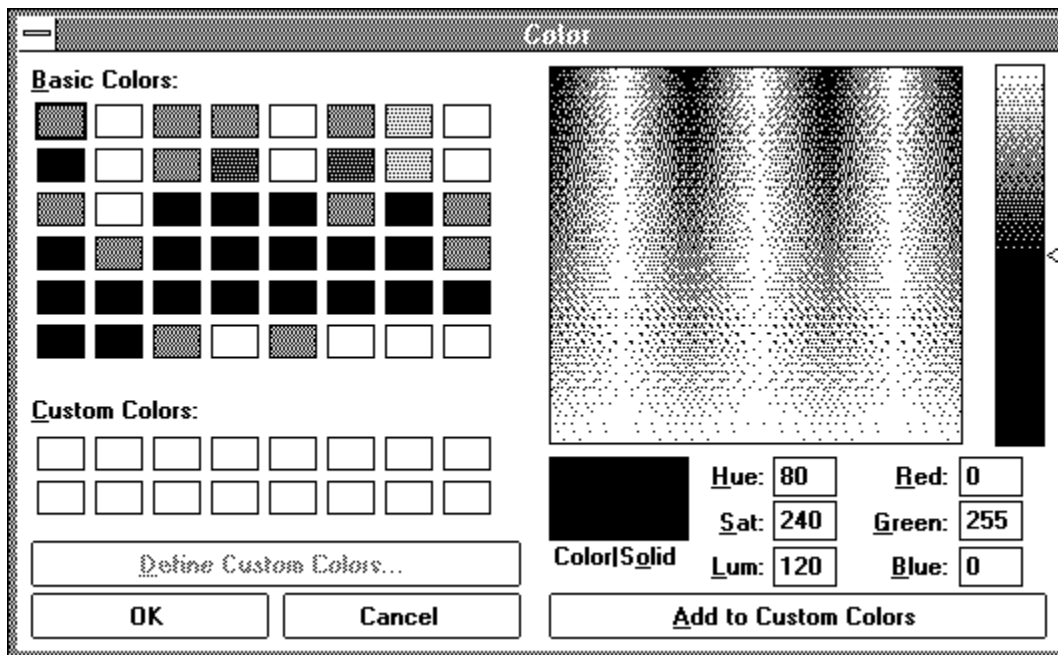 Color
Basic Colors:
Custom Colors:
Define Custom Colors...
OK
Cancel
Color|Solid
Hue: 80
Sat: 240
Lum: 120
Red: 0
Green: 255
Blue: 0
Add to Custom Colors